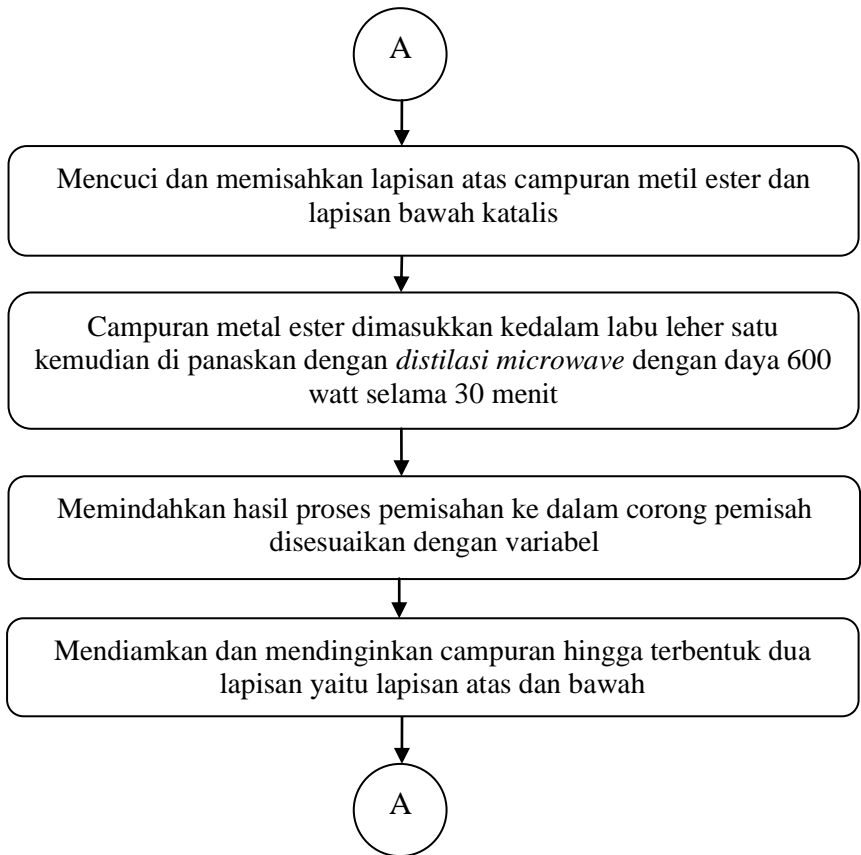 A
Mencuci dan memisahkan lapisan atas campuran metil ester dan
lapisan bawah katalis
Campuran metal ester dimasukkan kedalam labu leher satu
kemudian di panaskan dengan distilasi microwave dengan daya 600
watt selama 30 menit
Memindahkan hasil proses pemisahan ke dalam corong pemisah
disesuaikan dengan variabel
Mendiamkan dan mendinginkan campuran hingga terbentuk dua
lapisan yaitu lapisan atas dan bawah
A